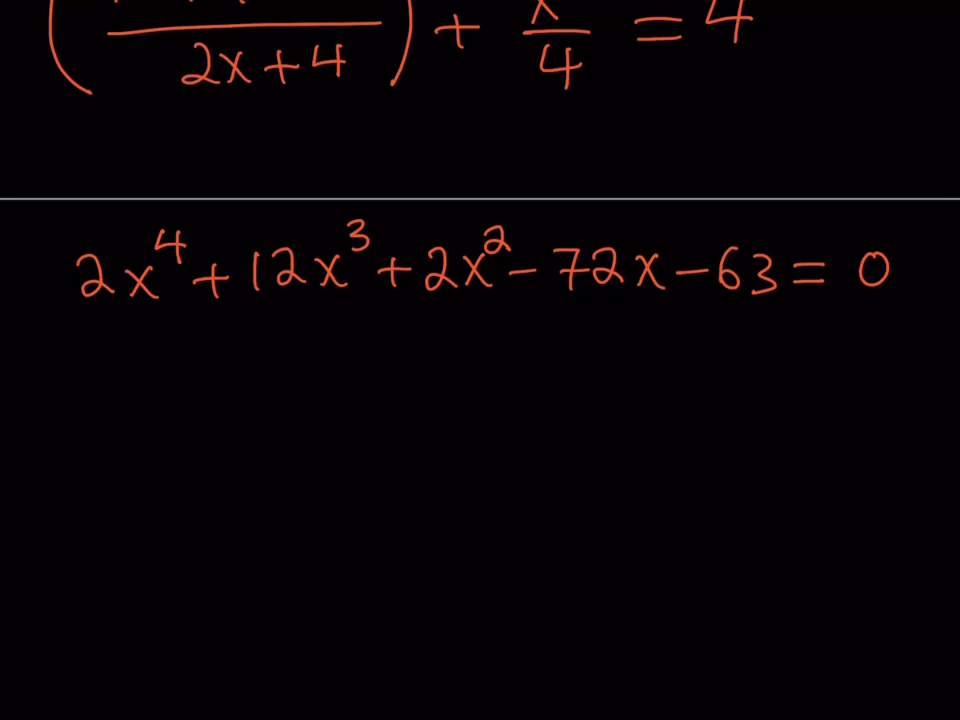 ( / 2x+4 ) + x/4 = 4
2x⁴ + 12x³ + 2x² - 72x - 63 = 0